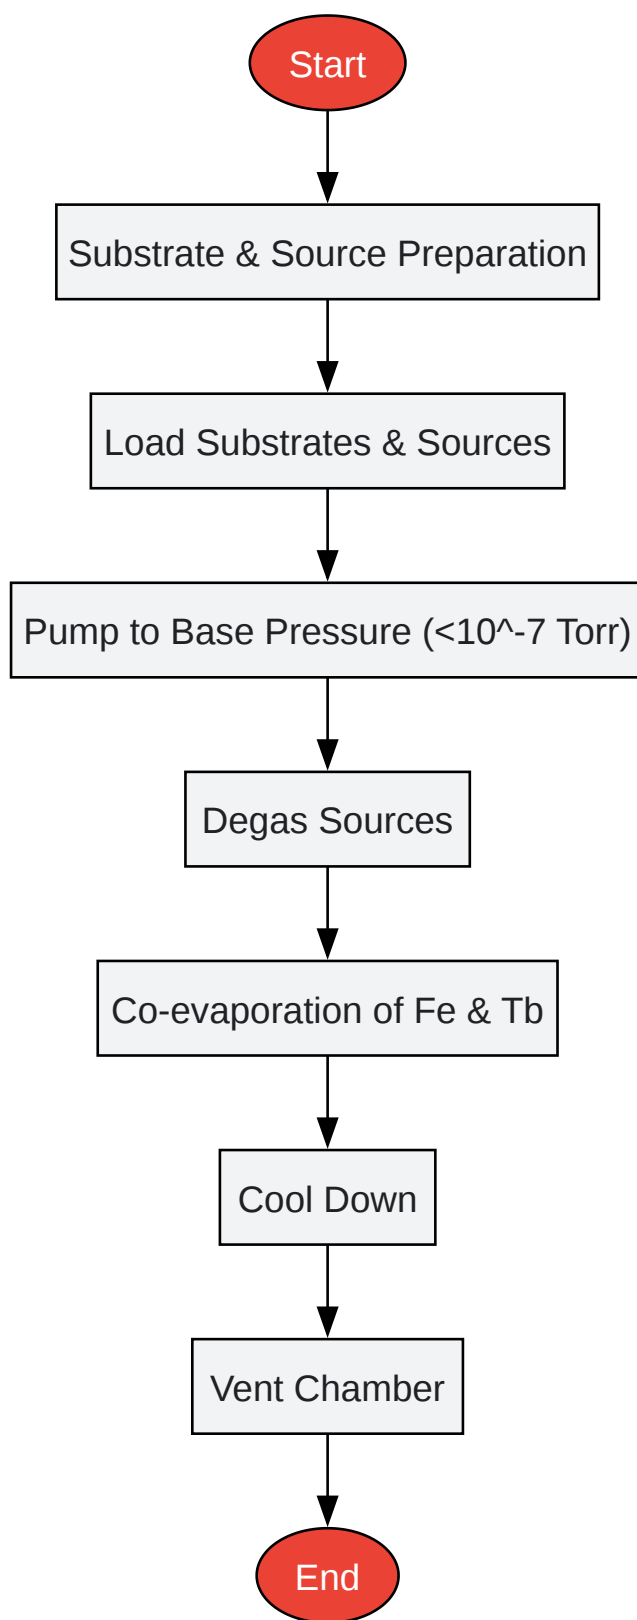 Start
Substrate & Source Preparation
Load Substrates & Sources
Pump to Base Pressure (<10^-7 Torr)
Degas Sources
Co-evaporation of Fe & Tb
Cool Down
Vent Chamber
End